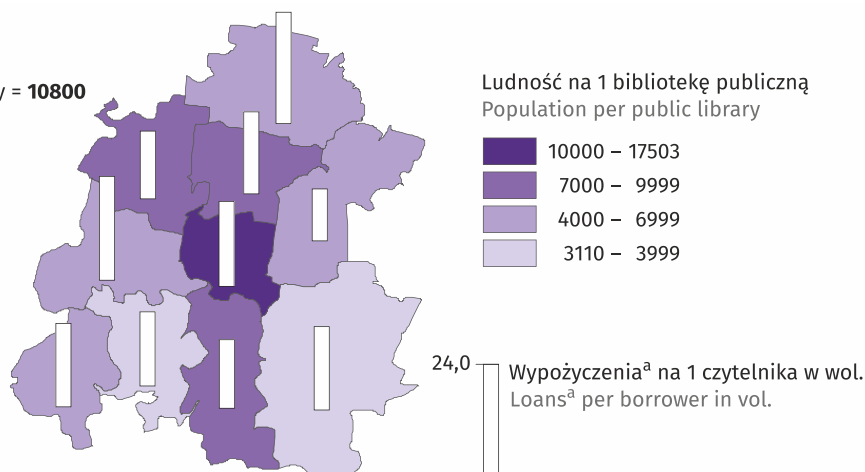 y = 10800
Ludność na 1 bibliotekę publiczną
Population per public library
10000 – 17503
7000 – 9999
4000 – 6999
3110 – 3999
24,0
Wypożyczeniaᵃ na 1 czytelnika w wol.
Loansᵃ per borrower in vol.